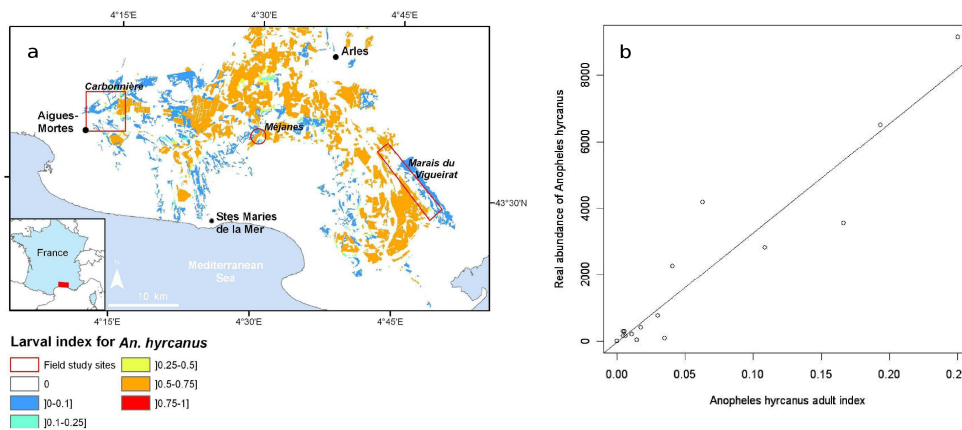 4°15'E
4°30'E
4°45'E
a
Arles
Carbonnière
Aigues-
Mortes
Méjanes
Marais du
Vigueirat
43°30'N
Stes Maries
de la Mer
France
Mediterranean
Sea
10 km
4°15'E
4°30'E
4°45'E
Larval index for An. hyrcanus
Field study sites
0
]0-0.1]
]0.1-0.25]
]0.25-0.5]
]0.5-0.75]
]0.75-1]
b
Real abundance of Anopheles hyrcanus
8000
6000
4000
2000
0
0.00
0.05
0.10
0.15
0.20
Anopheles hyrcanus adult index